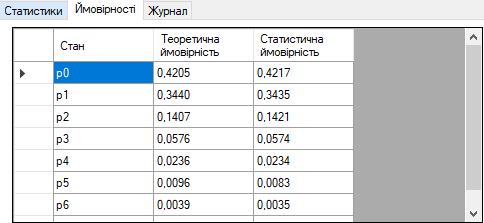 Статистики Ймовірності Журнал
Стан Теоретична ймовірність Статистична ймовірність
p0 0,4205 0,4217
p1 0,3440 0,3435
p2 0,1407 0,1421
p3 0,0576 0,0574
p4 0,0236 0,0234
p5 0,0096 0,0083
p6 0,0039 0,0035